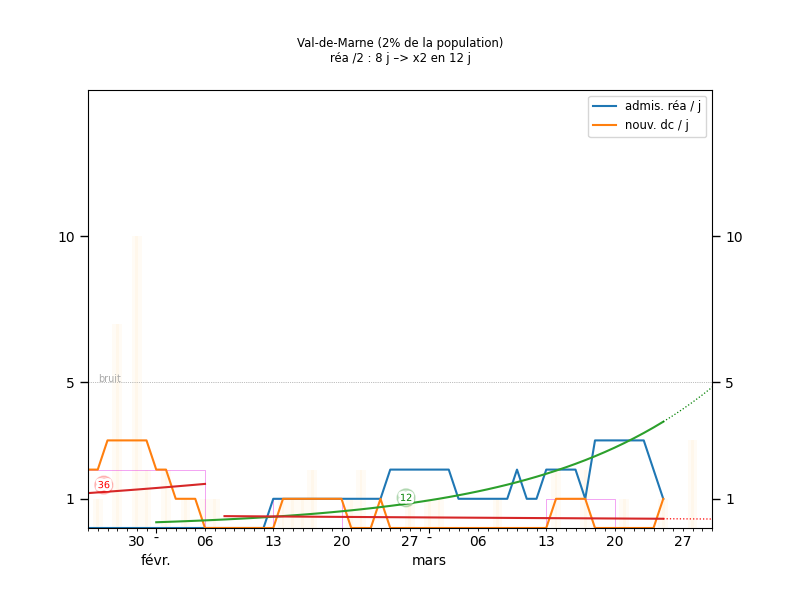 Val-de-Marne (2% de la population)
réa /2 : 8 j –> x2 en 12 j
admis. réa / j
nouv. dc / j
10 10
bruit
5 5
36
12
1 1
30 - 06 13 20 27 - 06 13 20 27
févr. mars